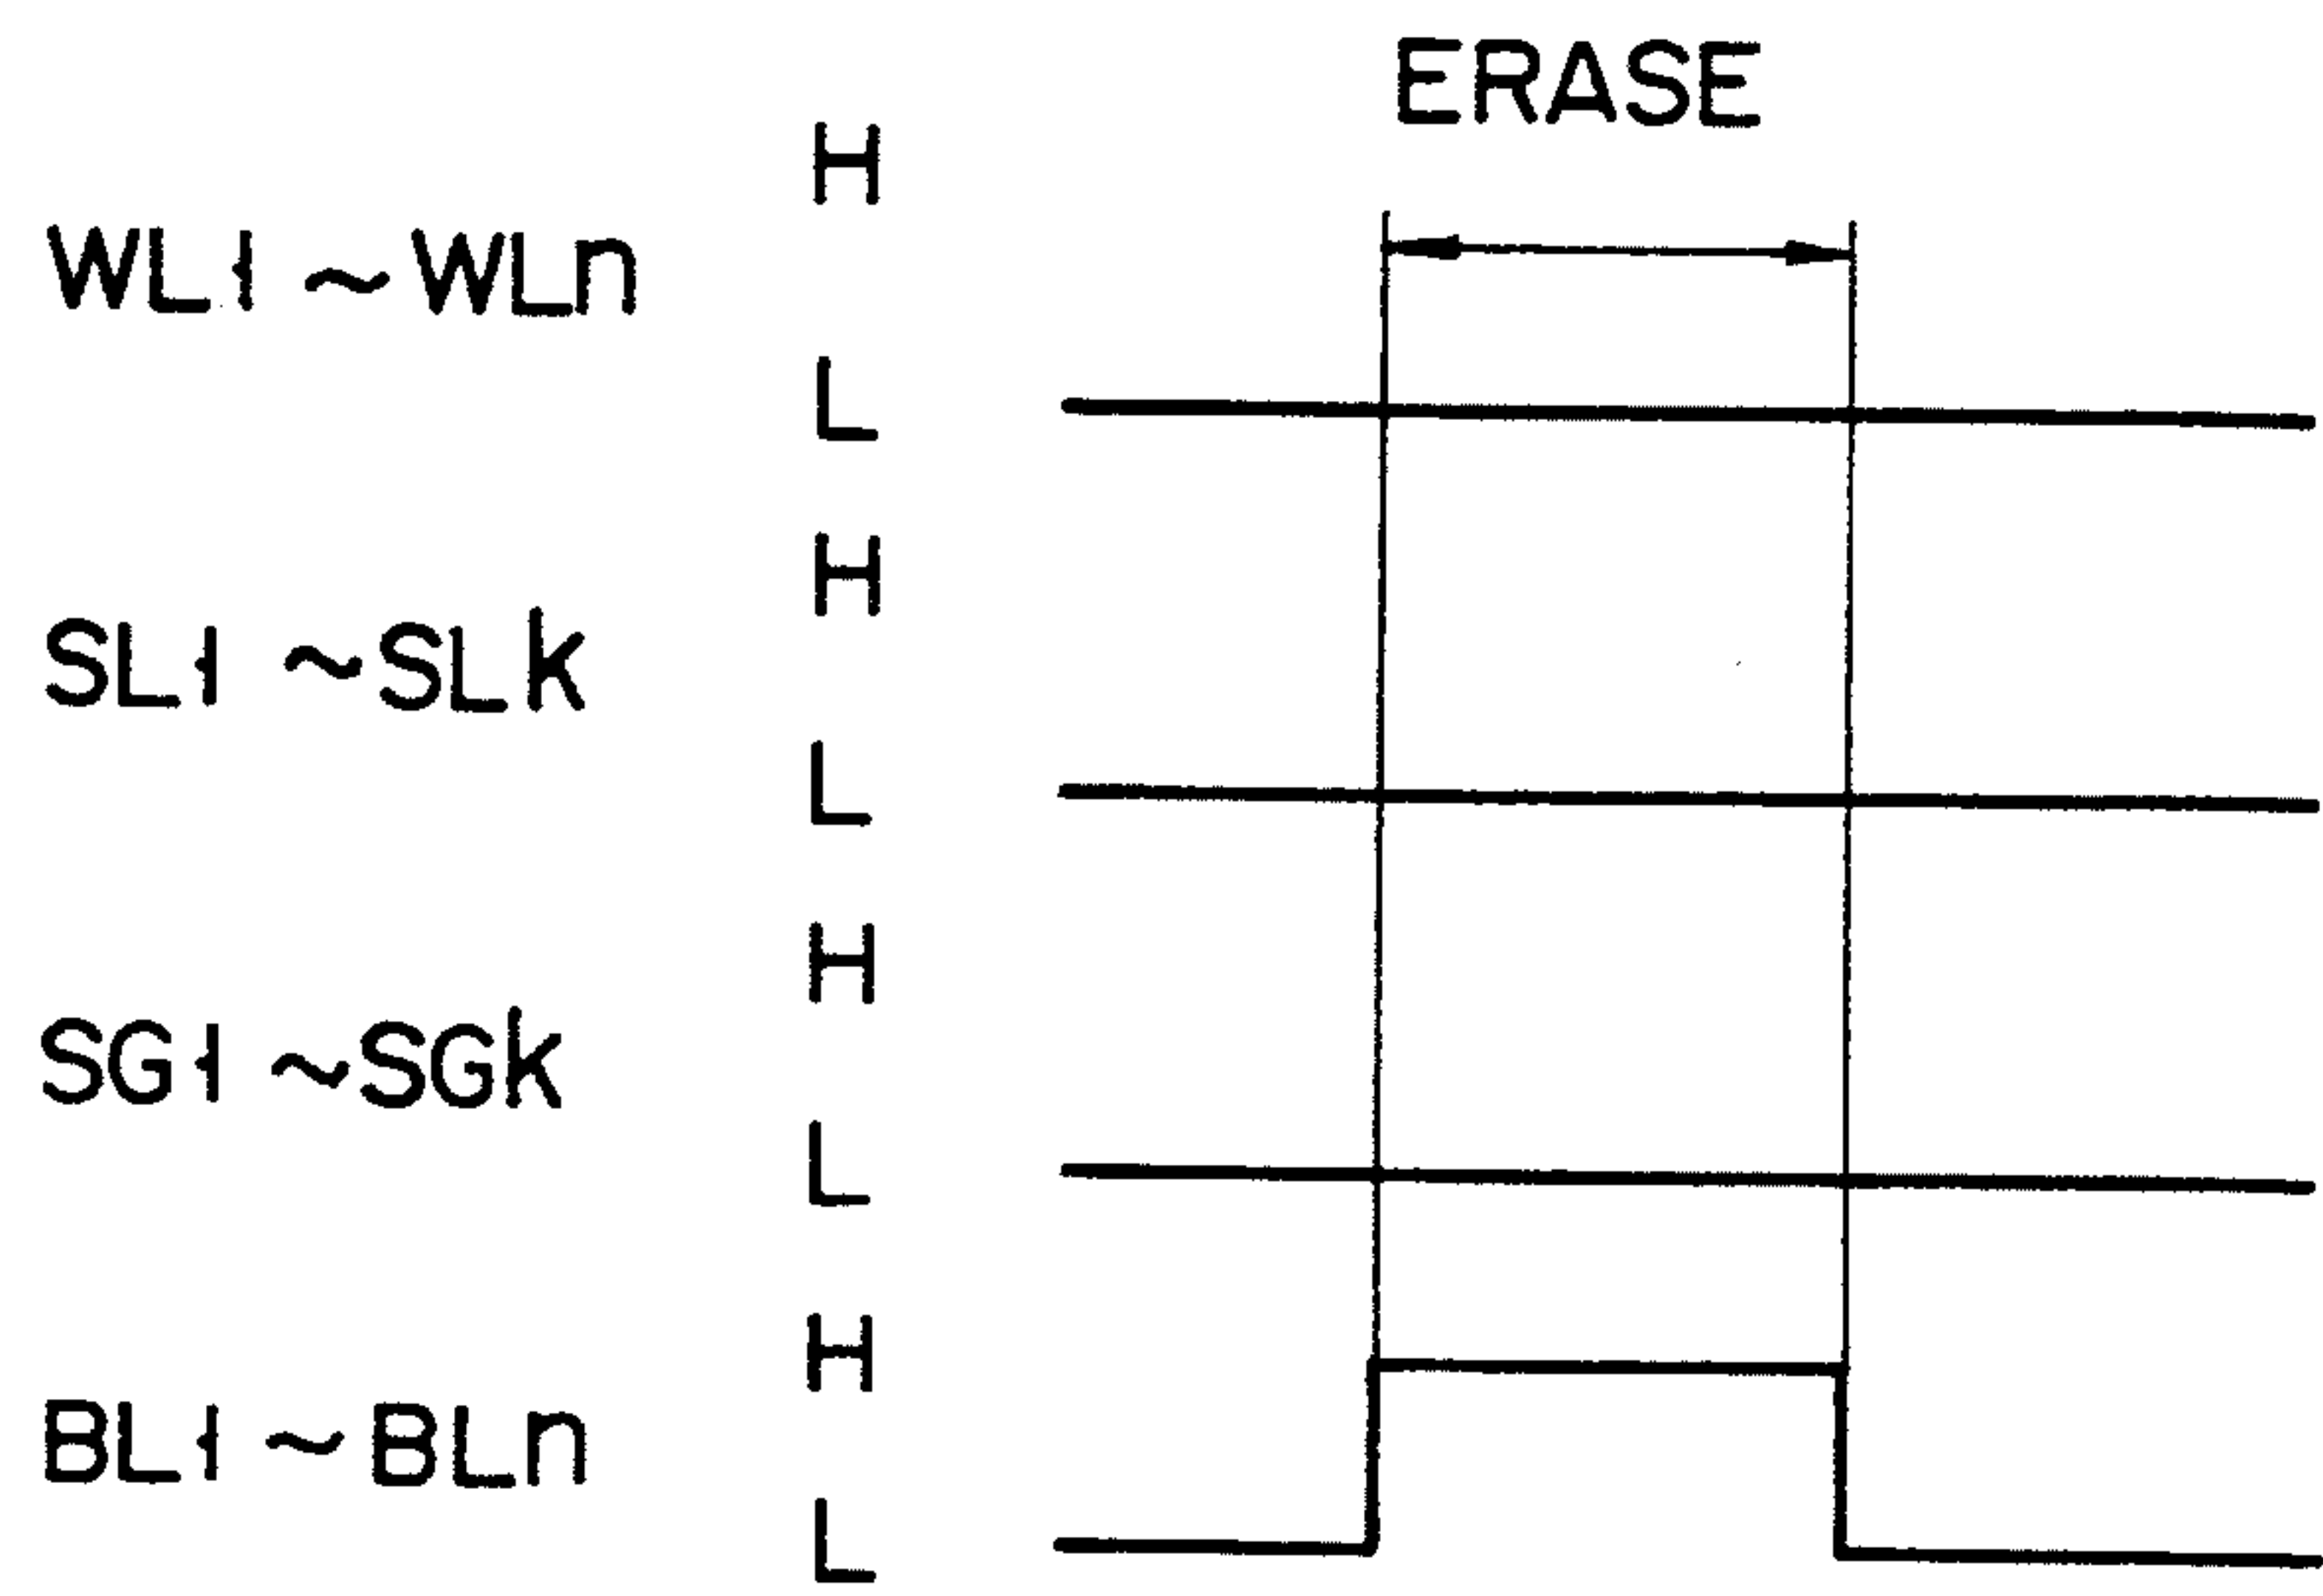 ERASE
H
WL1 ~ WLn
L
H
SL1 ~ SLk
L
H
SG1 ~ SGk
L
H
BL1 ~ BLn
L